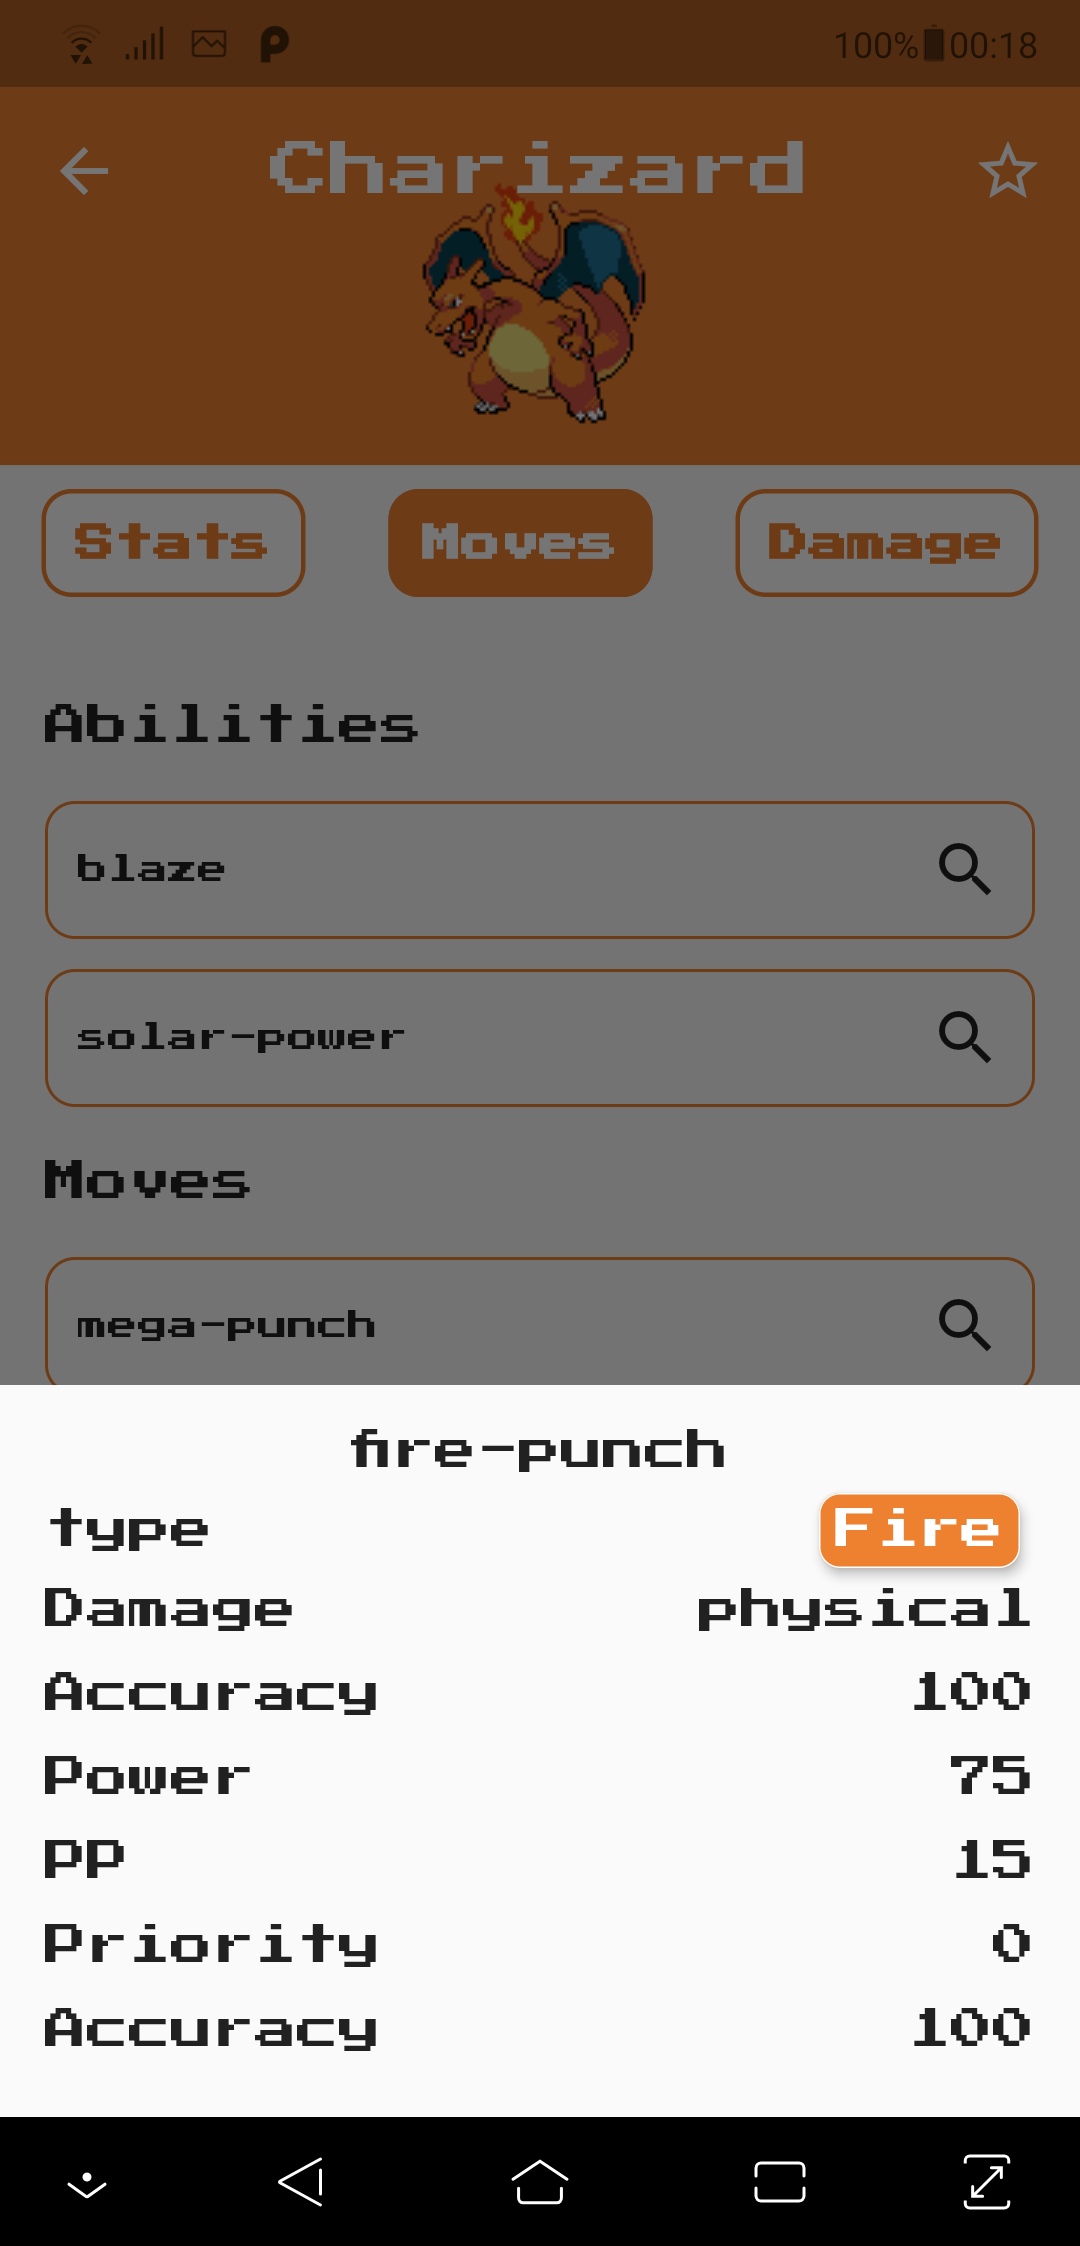 100% 00:18
Charizard
Stats Moves Damage
Abilities
blaze
solar-power
Moves
mega-punch
fire-punch
type Fire
Damage physical
Accuracy 100
Power 75
PP 15
Priority 0
Accuracy 100